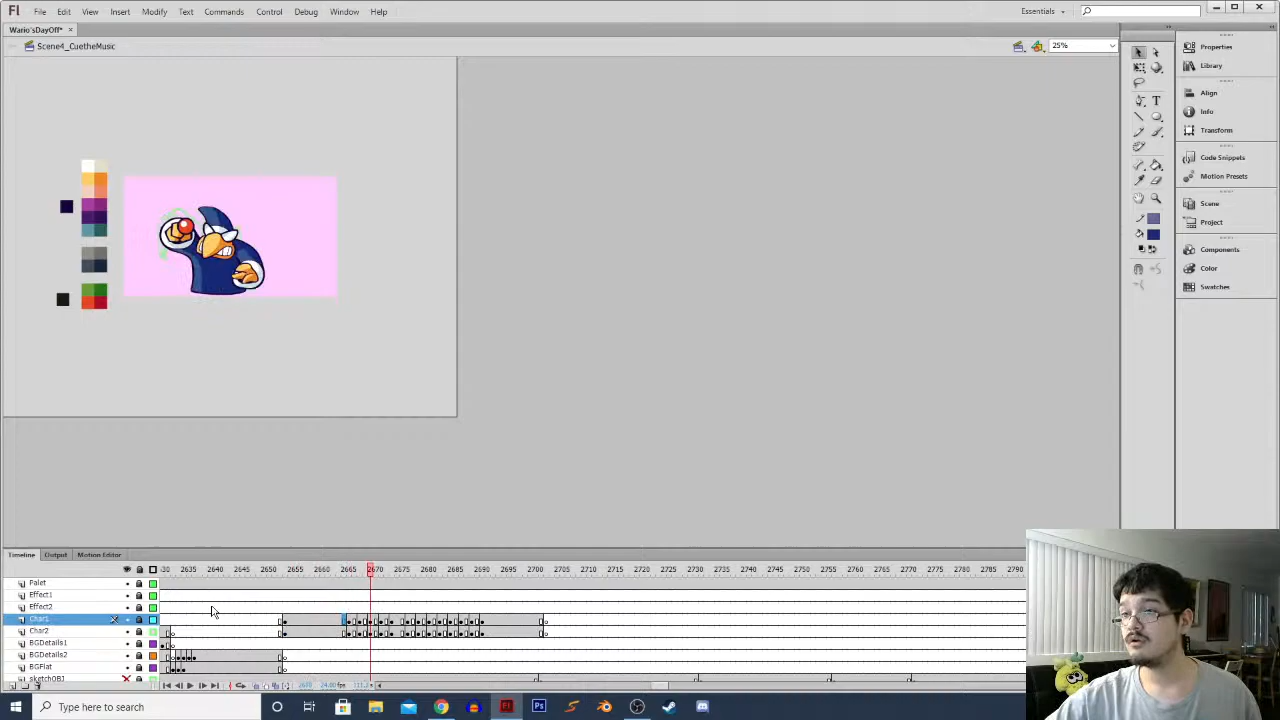 Fl File Edit View Insert Modify Text Commands Control Debug Window Help Essentials
Wario'sDayOff* ×
Scene4_CuetheMusic 25%
Properties
Library
Align
Info
Transform
Code Snippets
Motion Presets
Scene
Project
Components
Color
Swatches
Timeline Output Motion Editor
2635 2640 2645 2650 2655 2660 2665 2670 2675 2680 2685 2690 2695 2700 2705 2710 2715 2720 2725 2730 2735 2740 2745 2750 2755 2760 2765 2770 2775 2780 2785 2790
Palet
Effect1
Effect2
Char1
Char2
BGDetails1
BGDetails2
BGFlat
sketchOBJ
Type here to search